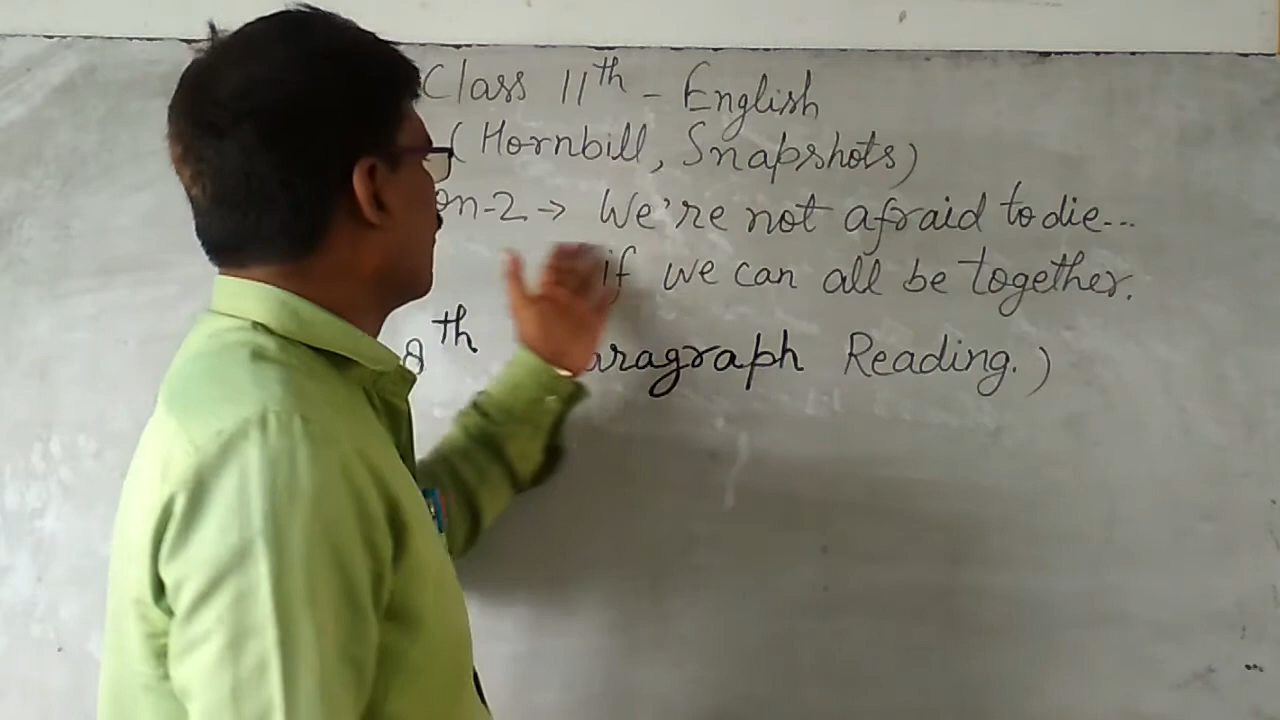 Class 11th - English
(Hornbill, Snapshots)
on-2 → We're not afraid to die...
if we can all be together.
8th aragraph Reading.)